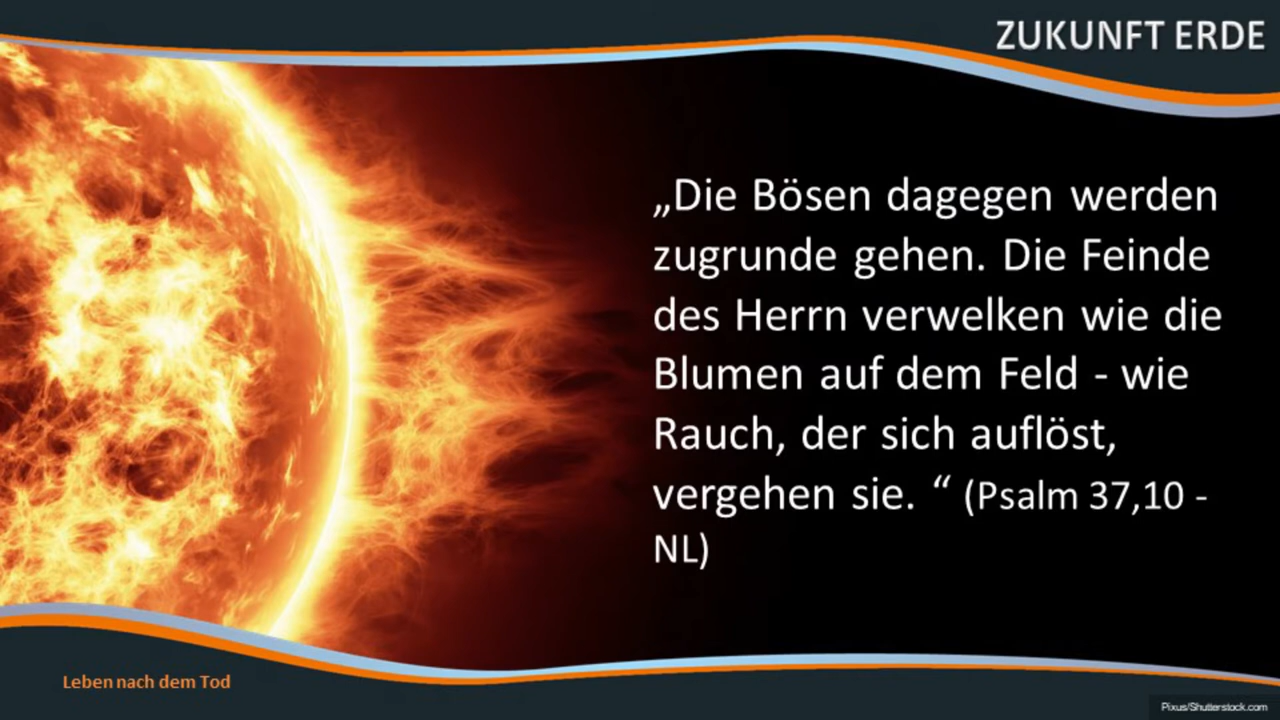 ZUKUNFT ERDE
„Die Bösen dagegen werden
zugrunde gehen. Die Feinde
des Herrn verwelken wie die
Blumen auf dem Feld - wie
Rauch, der sich auflöst,
vergehen sie. “ (Psalm 37,10 -
NL)
Leben nach dem Tod
Pixus/Shutterstock.com